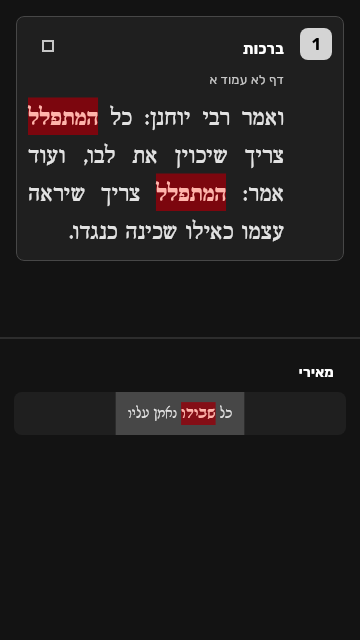 1
ברכות
דף לא עמוד א
ואמר רבי יוחנן: כל המתפלל
צריך שיכוין את לבו, ועוד
אמר: המתפלל צריך שיראה
עצמו כאילו שכינה כנגדו.
מאירי
כל שבידו נאמן עליו